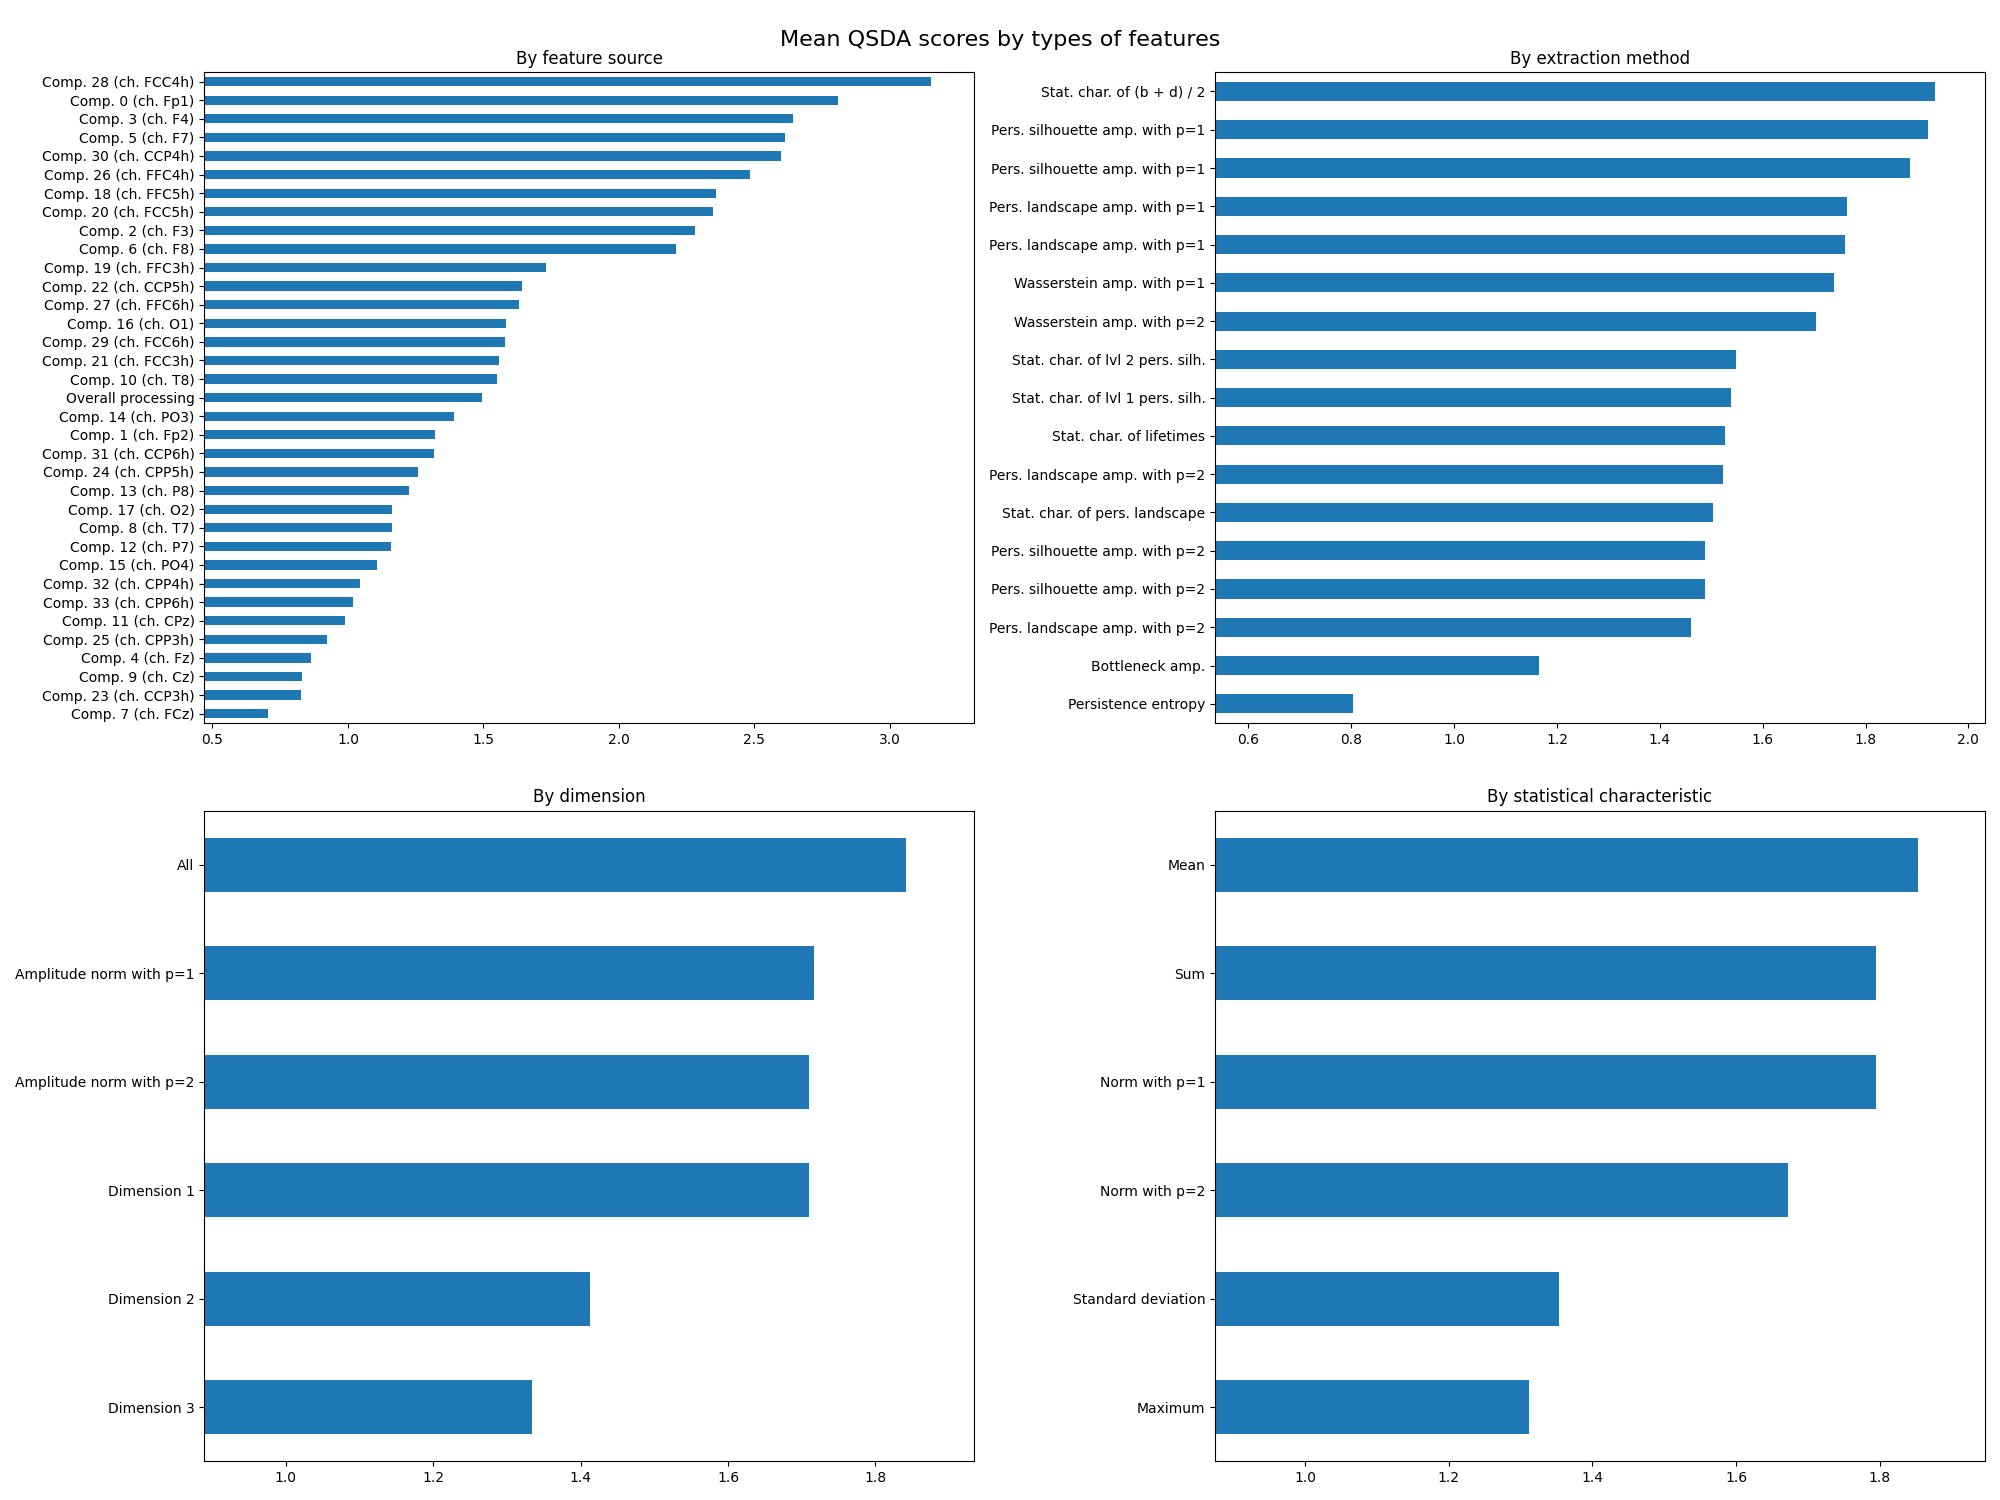 Mean QSDA scores by types of features
By feature source
Comp. 28 (ch. FCC4h)
Comp. 0 (ch. Fp1)
Comp. 3 (ch. F4)
Comp. 5 (ch. F7)
Comp. 30 (ch. CCP4h)
Comp. 26 (ch. FFC4h)
Comp. 18 (ch. FFC5h)
Comp. 20 (ch. FCC5h)
Comp. 2 (ch. F3)
Comp. 6 (ch. F8)
Comp. 19 (ch. FFC3h)
Comp. 22 (ch. CCP5h)
Comp. 27 (ch. FFC6h)
Comp. 16 (ch. O1)
Comp. 29 (ch. FCC6h)
Comp. 21 (ch. FCC3h)
Comp. 10 (ch. T8)
Overall processing
Comp. 14 (ch. PO3)
Comp. 1 (ch. Fp2)
Comp. 31 (ch. CCP6h)
Comp. 24 (ch. CPP5h)
Comp. 13 (ch. P8)
Comp. 17 (ch. O2)
Comp. 8 (ch. T7)
Comp. 12 (ch. P7)
Comp. 15 (ch. PO4)
Comp. 32 (ch. CPP4h)
Comp. 33 (ch. CPP6h)
Comp. 11 (ch. CPz)
Comp. 25 (ch. CPP3h)
Comp. 4 (ch. Fz)
Comp. 9 (ch. Cz)
Comp. 23 (ch. CCP3h)
Comp. 7 (ch. FCz)
0.5 1.0 1.5 2.0 2.5 3.0
By extraction method
Stat. char. of (b + d) / 2
Pers. silhouette amp. with p=1
Pers. silhouette amp. with p=1
Pers. landscape amp. with p=1
Pers. landscape amp. with p=1
Wasserstein amp. with p=1
Wasserstein amp. with p=2
Stat. char. of lvl 2 pers. silh.
Stat. char. of lvl 1 pers. silh.
Stat. char. of lifetimes
Pers. landscape amp. with p=2
Stat. char. of pers. landscape
Pers. silhouette amp. with p=2
Pers. silhouette amp. with p=2
Pers. landscape amp. with p=2
Bottleneck amp.
Persistence entropy
0.6 0.8 1.0 1.2 1.4 1.6 1.8 2.0
By dimension
All
Amplitude norm with p=1
Amplitude norm with p=2
Dimension 1
Dimension 2
Dimension 3
1.0 1.2 1.4 1.6 1.8
By statistical characteristic
Mean
Sum
Norm with p=1
Norm with p=2
Standard deviation
Maximum
1.0 1.2 1.4 1.6 1.8